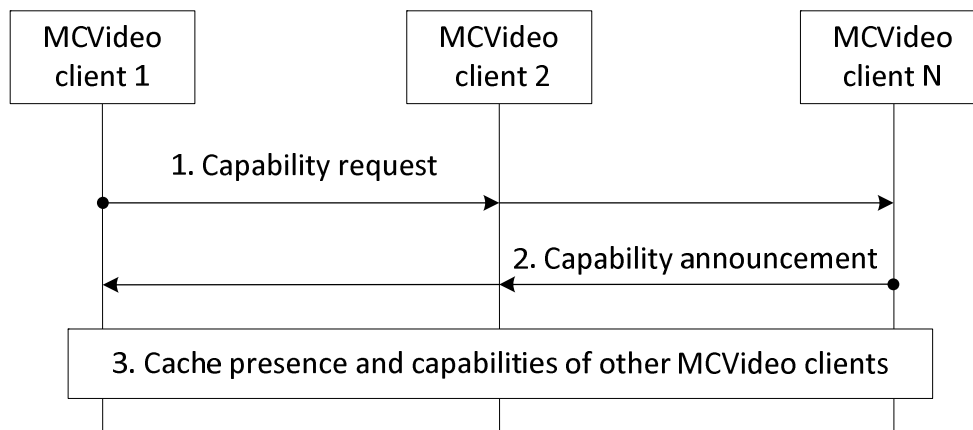 MCVideo
client 1
MCVideo
client 2
MCVideo
client N
1. Capability request
2. Capability announcement
3. Cache presence and capabilities of other MCVideo clients